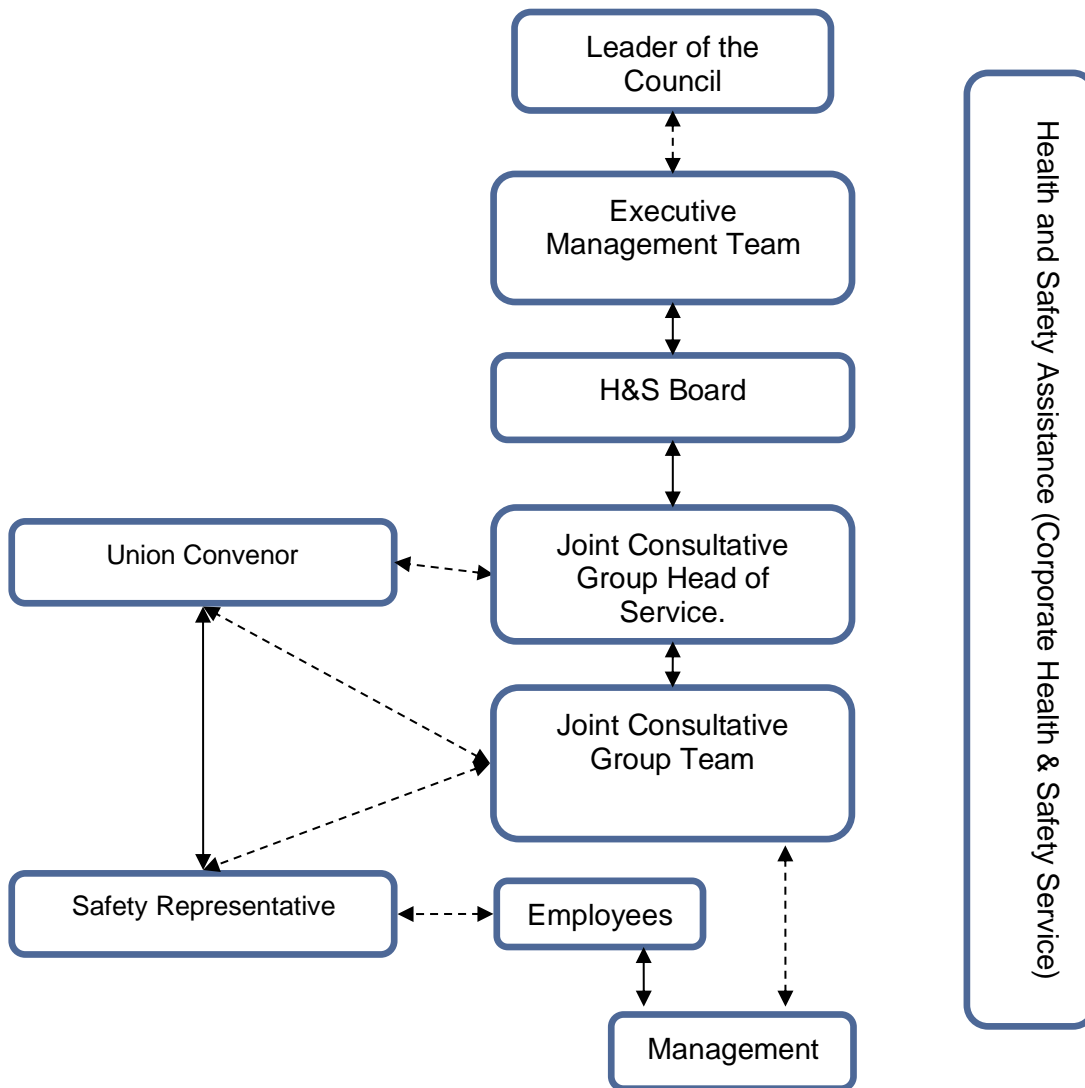 Leader of the
Council
Executive
Management Team
H&S Board
Union Convenor
Joint Consultative
Group Head of
Service.
Joint Consultative
Group Team
Safety Representative
Employees
Management
Health and Safety Assistance (Corporate Health & Safety Service)